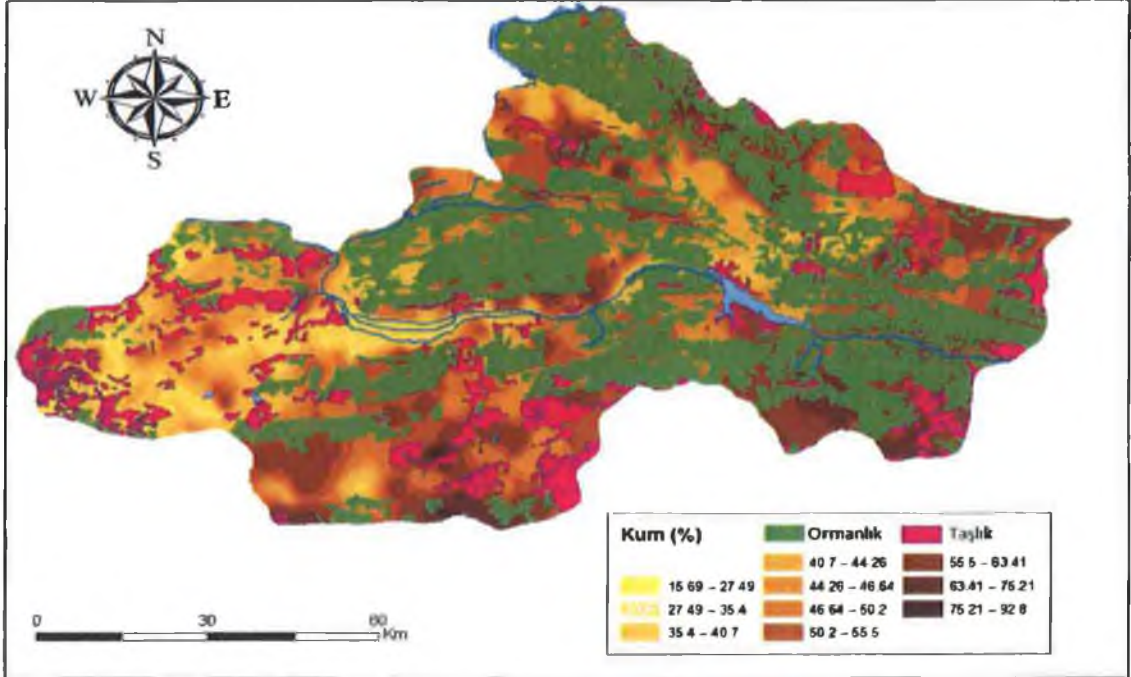 N
W E
S
Kum (%)
15 69 – 27 49
27 49 – 35 4
35 4 – 40 7
Ormanlık
40 7 – 44 26
44 26 – 46 64
46 64 – 50 2
50 2 – 55 5
Taşlık
55 5 – 63 41
63 41 – 75 21
75 21 – 92 8
0 30 60
Km